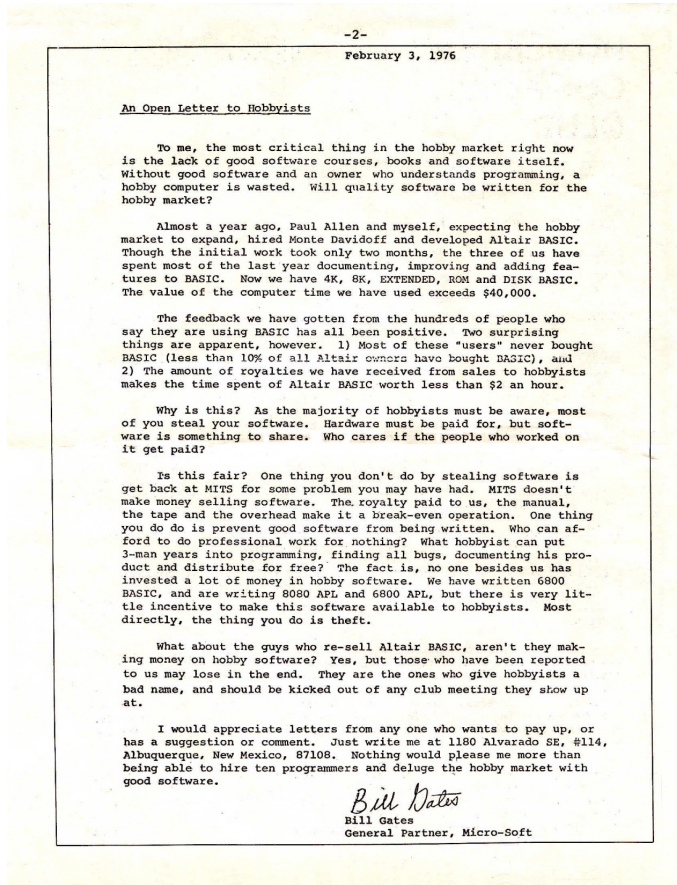 -2-
February 3, 1976
An Open Letter to Hobbyists
To me, the most critical thing in the hobby market right now
is the lack of good software courses, books and software itself.
Without good software and an owner who understands programming, a
hobby computer is wasted. Will quality software be written for the
hobby market?
Almost a year ago, Paul Allen and myself, expecting the hobby
market to expand, hired Monte Davidoff and developed Altair BASIC.
Though the initial work took only two months, the three of us have
spent most of the last year documenting, improving and adding fea-
tures to BASIC. Now we have 4K, 8K, EXTENDED, ROM and DISK BASIC.
The value of the computer time we have used exceeds $40,000.
The feedback we have gotten from the hundreds of people who
say they are using BASIC has all been positive. Two surprising
things are apparent, however. 1) Most of these "users" never bought
BASIC (less than 10% of all Altair owners have bought BASIC), and
2) The amount of royalties we have received from sales to hobbyists
makes the time spent of Altair BASIC worth less than $2 an hour.
Why is this? As the majority of hobbyists must be aware, most
of you steal your software. Hardware must be paid for, but soft-
ware is something to share. Who cares if the people who worked on
it get paid?
Is this fair? One thing you don't do by stealing software is
get back at MITS for some problem you may have had. MITS doesn't
make money selling software. The royalty paid to us, the manual,
the tape and the overhead make it a break-even operation. One thing
you do do is prevent good software from being written. Who can af-
ford to do professional work for nothing? What hobbyist can put
3-man years into programming, finding all bugs, documenting his pro-
duct and distribute for free? The fact is, no one besides us has
invested a lot of money in hobby software. We have written 6800
BASIC, and are writing 8080 APL and 6800 APL, but there is very lit-
tle incentive to make this software available to hobbyists. Most
directly, the thing you do is theft.
What about the guys who re-sell Altair BASIC, aren't they mak-
ing money on hobby software? Yes, but those who have been reported
to us may lose in the end. They are the ones who give hobbyists a
bad name, and should be kicked out of any club meeting they show up
at.
I would appreciate letters from any one who wants to pay up, or
has a suggestion or comment. Just write me at 1180 Alvarado SE, #114,
Albuquerque, New Mexico, 87108. Nothing would please me more than
being able to hire ten programmers and deluge the hobby market with
good software.
Bill Gates
Bill Gates
General Partner, Micro-Soft